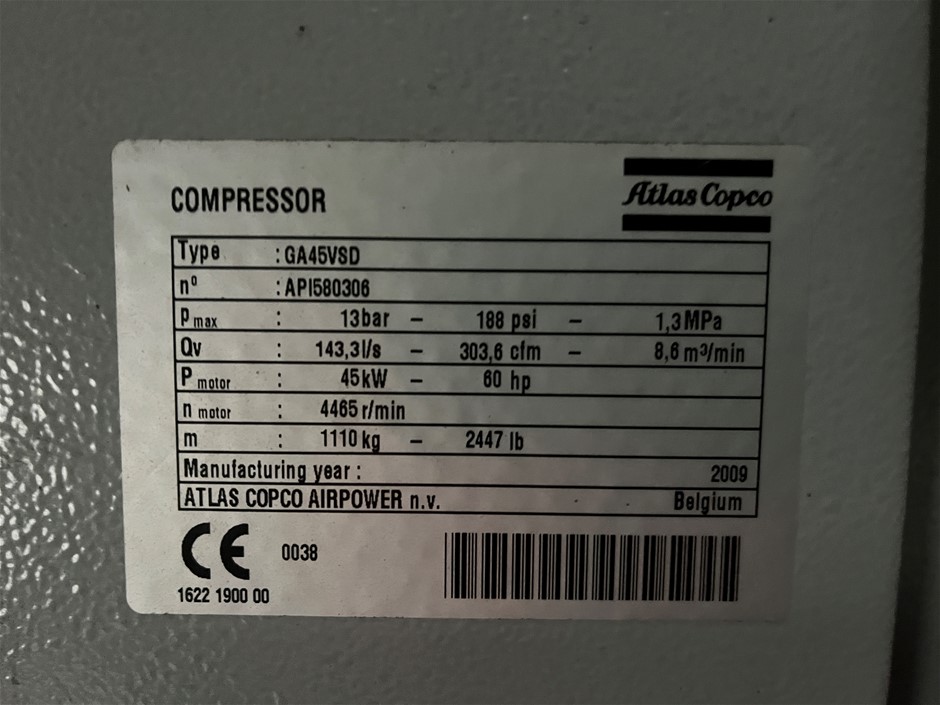 COMPRESSOR
Atlas Copco
Type : GA45VSD
nº : API580306
P max : 13bar – 188 psi – 1,3MPa
Qv : 143,3l/s – 303,6 cfm – 8,6 m³/min
P motor : 45kW – 60 hp
n motor : 4465 r/min
m : 1110kg – 2447 lb
Manufacturing year : 2009
ATLAS COPCO AIRPOWER n.v. Belgium
CE 0038
1622 1900 00